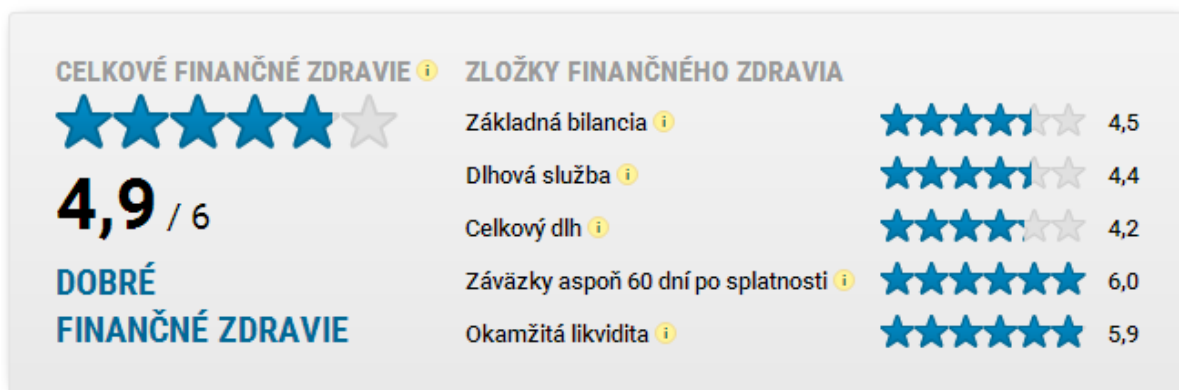 CELKOVÉ FINANČNÉ ZDRAVIE i
4,9 / 6
DOBRÉ
FINANČNÉ ZDRAVIE
ZLOŽKY FINANČNÉHO ZDRAVIA
Základná bilancia i 4,5
Dlhová služba i 4,4
Celkový dlh i 4,2
Záväzky aspoň 60 dní po splatnosti i 6,0
Okamžitá likvidita i 5,9